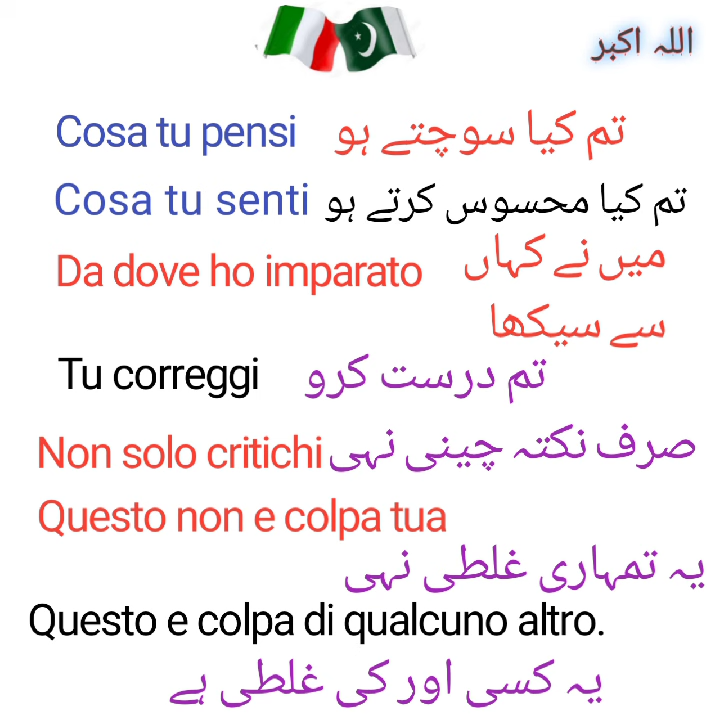 اللہ اکبر
Cosa tu pensi تم کیا سوچتے ہو
Cosa tu senti تم کیا محسوس کرتے ہو
Da dove ho imparato میں نے کہاں
سے سیکھا
Tu correggi تم درست کرو
Non solo critichi صرف نکتہ چینی نہی
Questo non e colpa tua
یہ تمہاری غلطی نہی
Questo e colpa di qualcuno altro.
یہ کسی اور کی غلطی ہے